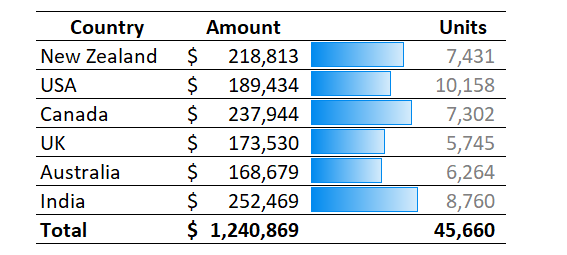 Country Amount Units
New Zealand $ 218,813 7,431
USA $ 189,434 10,158
Canada $ 237,944 7,302
UK $ 173,530 5,745
Australia $ 168,679 6,264
India $ 252,469 8,760
Total $ 1,240,869 45,660